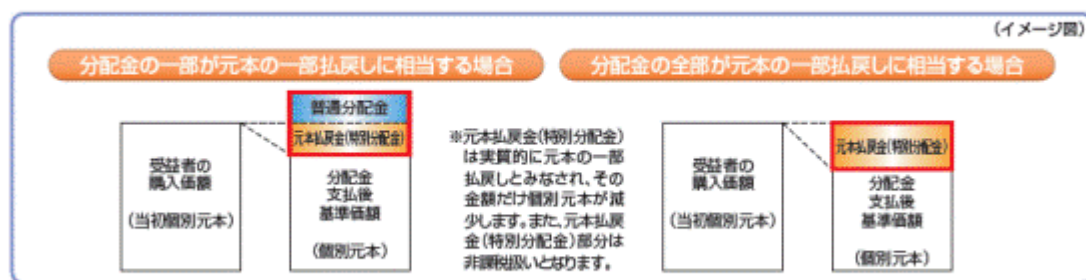 (イメージ図)
分配金の一部が元本の一部払戻しに相当する場合
分配金の全部が元本の一部払戻しに相当する場合
普通分配金
元本払戻金(特別分配金)
受益者の
購入価額
(当初個別元本)
分配金
支払後
基準価額
(個別元本)
※元本払戻金(特別分配金)
は実質的に元本の一部
払戻しとみなされ、その
金額だけ個別元本が減
少します。また、元本払戻
金(特別分配金)部分は
非課税扱いとなります。
受益者の
購入価額
(当初個別元本)
元本払戻金(特別分配金)
分配金
支払後
基準価額
(個別元本)